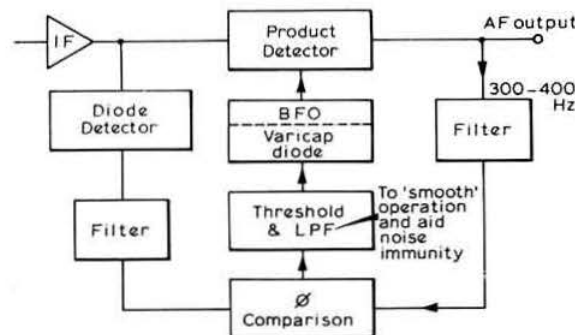 IF
Product
Detector
AF output
300-400
Hz
Diode
Detector
BFO
Varicap
diode
Filter
Filter
Threshold
& LPF
To 'smooth'
operation
and aid
noise
immunity
Ø
Comparison